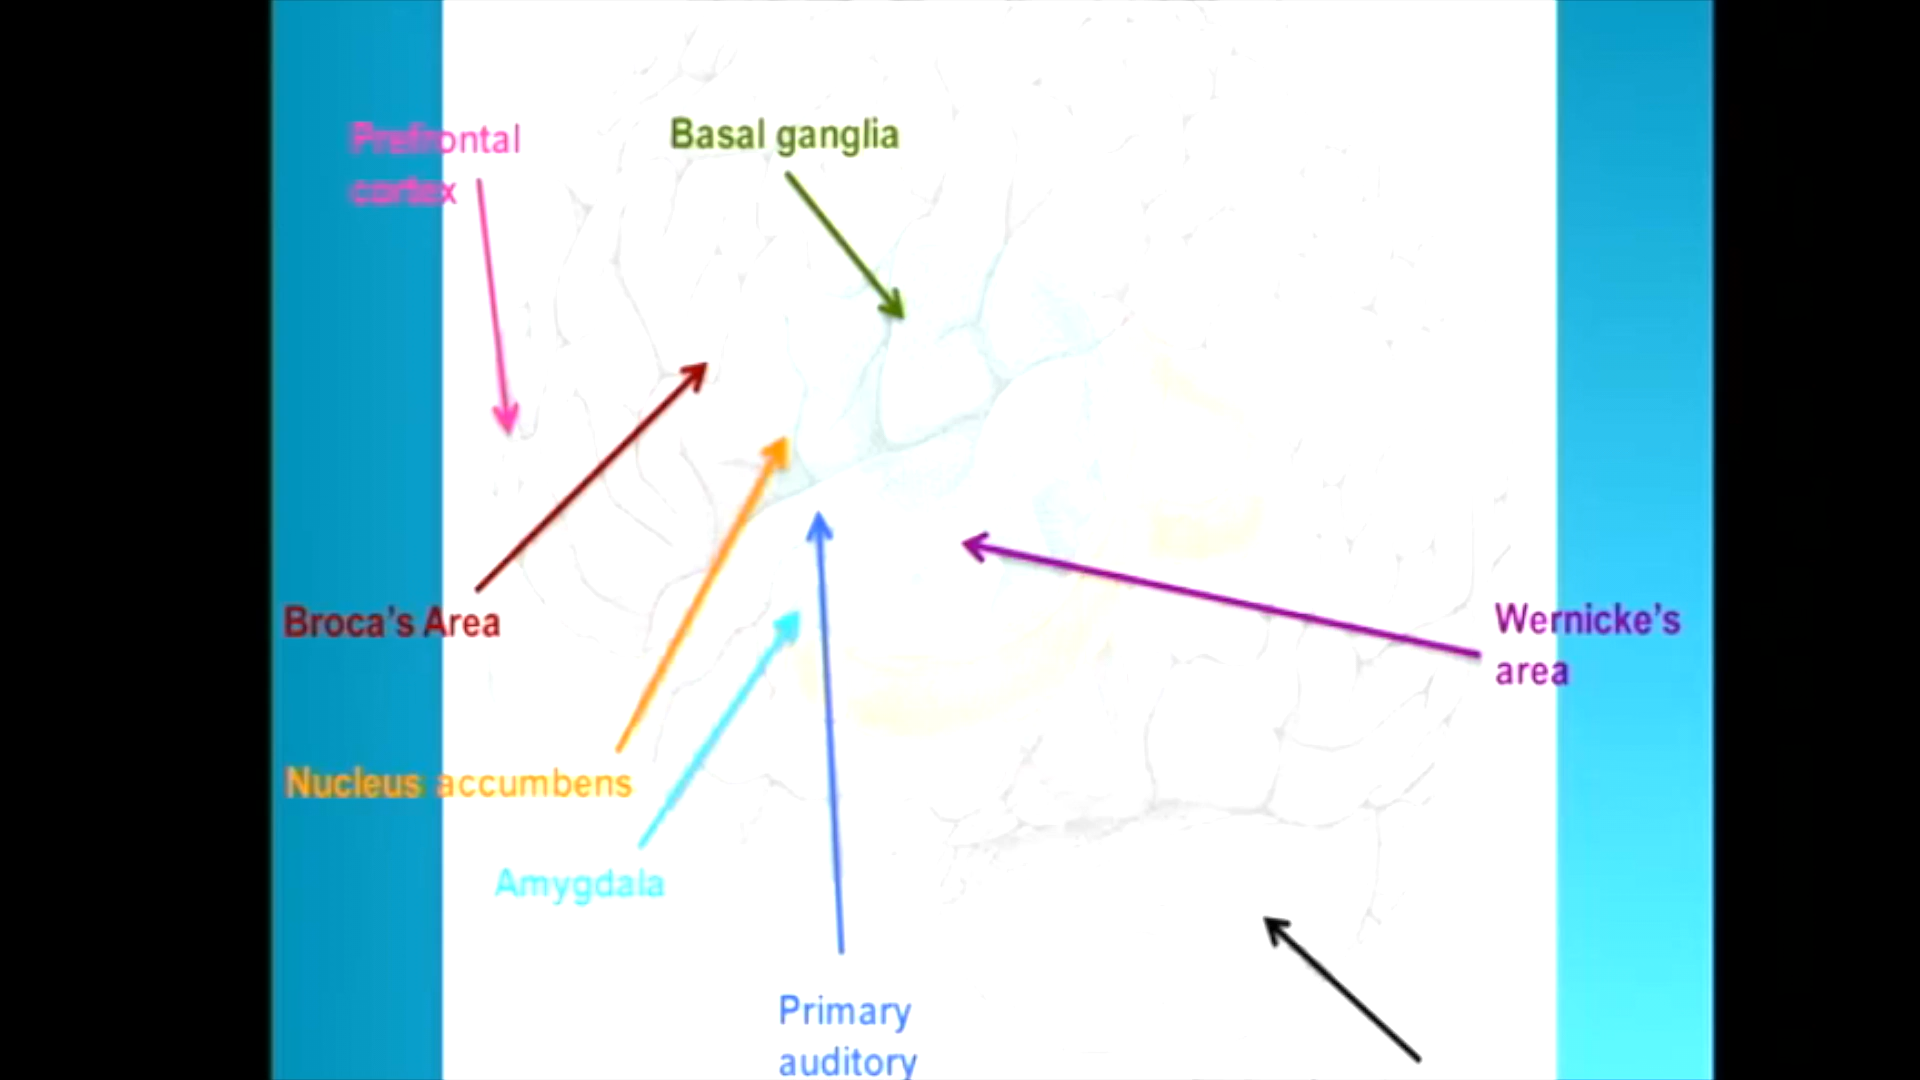 Prefrontal
cortex
Basal ganglia
Broca's Area
Wernicke's
area
Nucleus accumbens
Amygdala
Primary
auditory